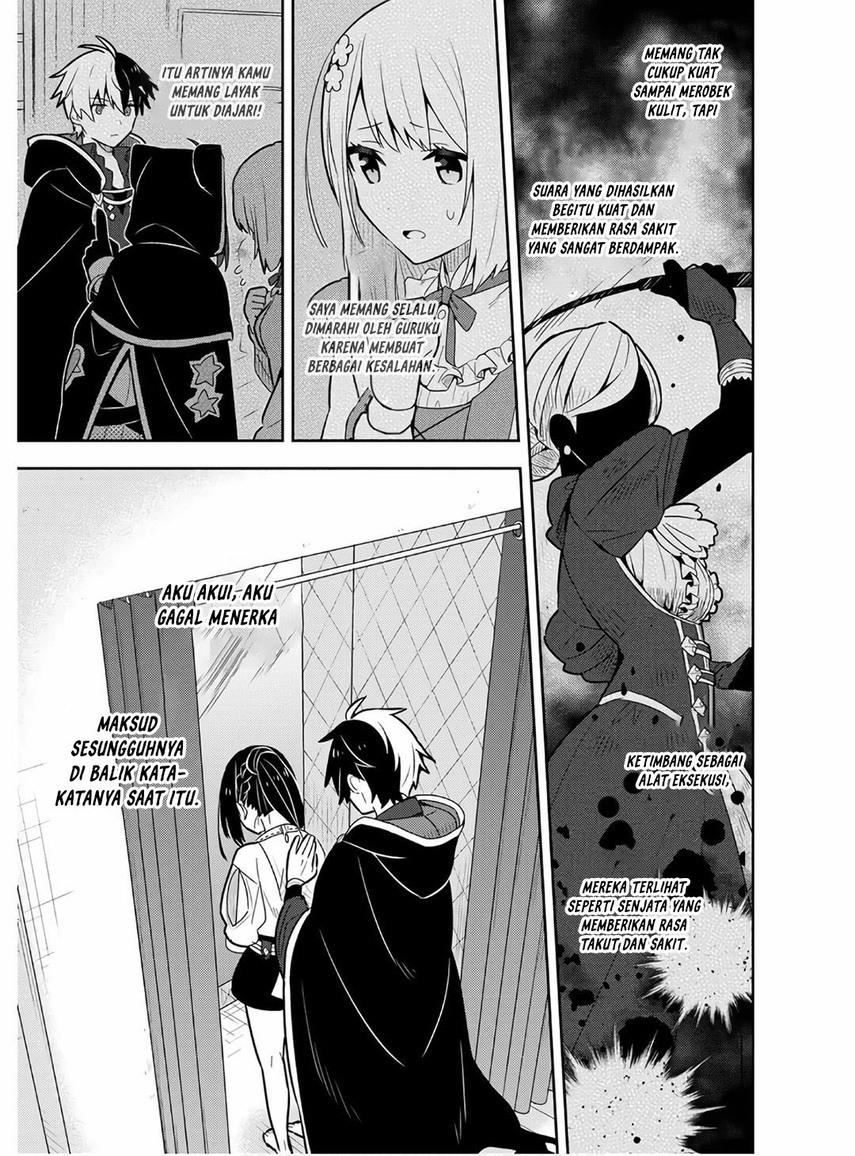 MEMANG TAK
CUKUP KUAT
SAMPAI MEROBEK
KULIT, TAPI
SUARA YANG DIHASILKAN
BEGITU KUAT DAN
MEMBERIKAN RASA SAKIT
YANG SANGAT BERDAMPAK.
KETIMBANG SEBAGAI
ALAT EKSEKUSI,
MEREKA TERLIHAT
SEPERTI SENJATA YANG
MEMBERIKAN RASA
TAKUT DAN SAKIT.
SAYA MEMANG SELALU
DIMARAHI OLEH GURUKU
KARENA MEMBUAT
BERBAGAI KESALAHAN.
ITU ARTINYA KAMU
MEMANG LAYAK
UNTUK DIAJARI!
AKU AKUI, AKU
GAGAL MENERKA
MAKSUD
SESUNGGUHNYA
DI BALIK KATA-
KATANYA SAAT ITU.